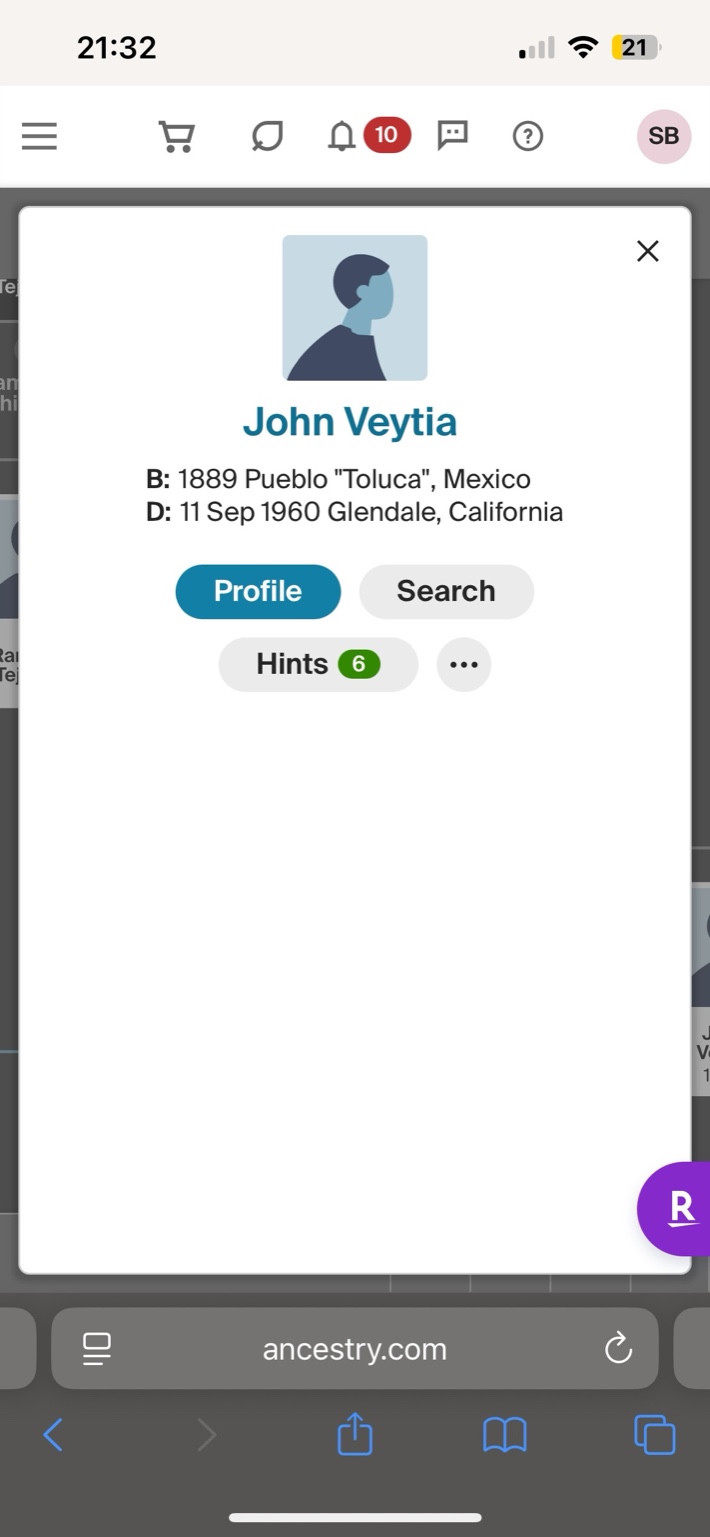 21:32
21
10
SB
John Veytia
B: 1889 Pueblo "Toluca", Mexico
D: 11 Sep 1960 Glendale, California
Profile
Search
Hints 6
R
ancestry.com